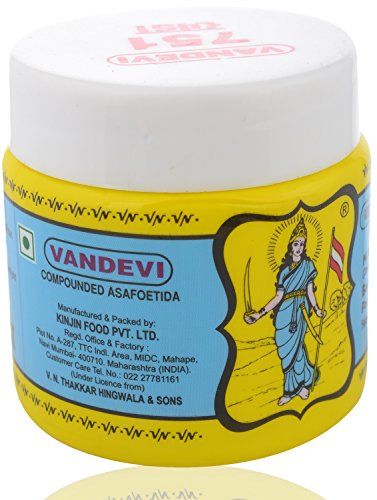 VANDEVI
751
DIST
VANDEVI
COMPOUNDED ASAFOETIDA
Manufactured & Packed by:
KINJIN FOOD PVT. LTD.
Regd. Office & Factory :
Plot No. A-287, TTC Indl. Area, MIDC, Mahape,
Navi Mumbai- 400710. Maharashtra (INDIA).
Customer Care Tel. No.: 022 27781161
(Under Licence from)
V. N. THAKKAR HINGWALA & SONS
®